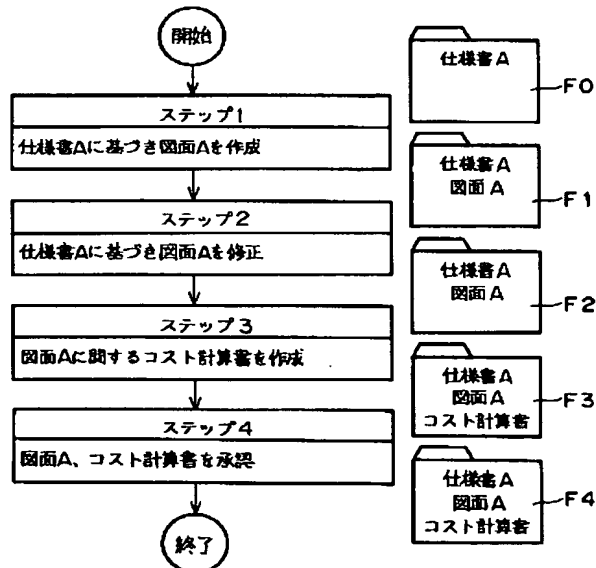 開始
ステップ1
仕様書Aに基づき図面Aを作成
ステップ2
仕様書Aに基づき図面Aを修正
ステップ3
図面Aに関するコスト計算書を作成
ステップ4
図面A、コスト計算書を承認
終了
仕様書A
F0
仕様書A
図面A
F1
仕様書A
図面A
F2
仕様書A
図面A
コスト計算書
F3
仕様書A
図面A
コスト計算書
F4